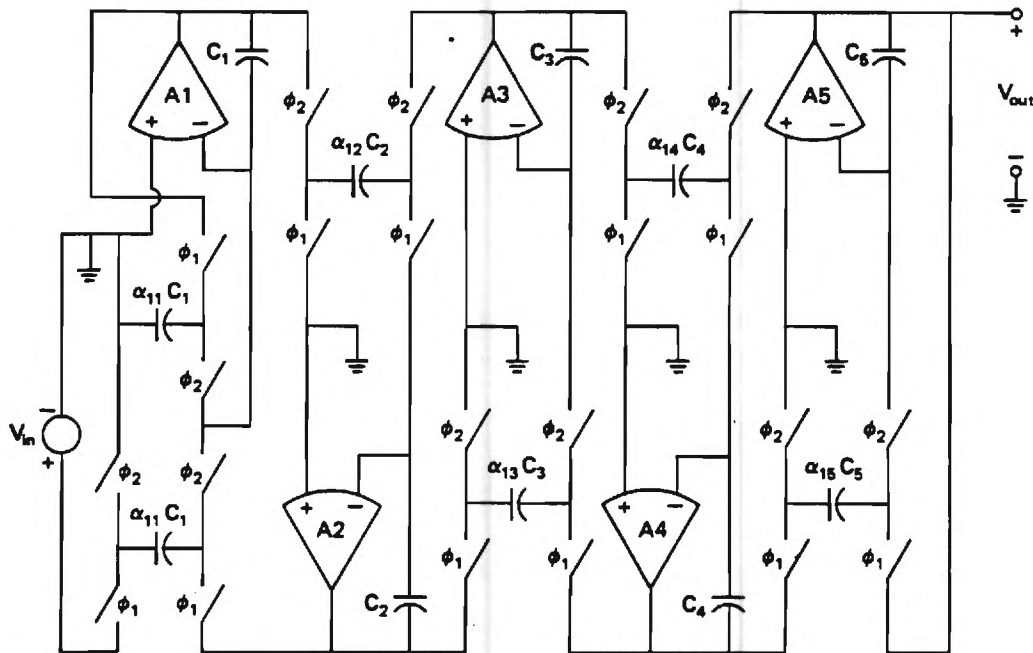 C₁
C₃
C₅
+
ϕ₂
ϕ₂
ϕ₂
ϕ₂
A1
A3
A5
V_out
+ −
+ −
+ −
α₁₂ C₂
α₁₄ C₄
−
ϕ₁
ϕ₁
ϕ₁
ϕ₁
ϕ₁
α₁₁ C₁
ϕ₂
−
V_in
+
ϕ₂
ϕ₂
ϕ₂
ϕ₂
ϕ₂
ϕ₂
α₁₃ C₃
α₁₅ C₅
α₁₁ C₁
+ −
+ −
A2
A4
ϕ₁
ϕ₁
ϕ₁
ϕ₁
ϕ₁
ϕ₁
C₂
C₄